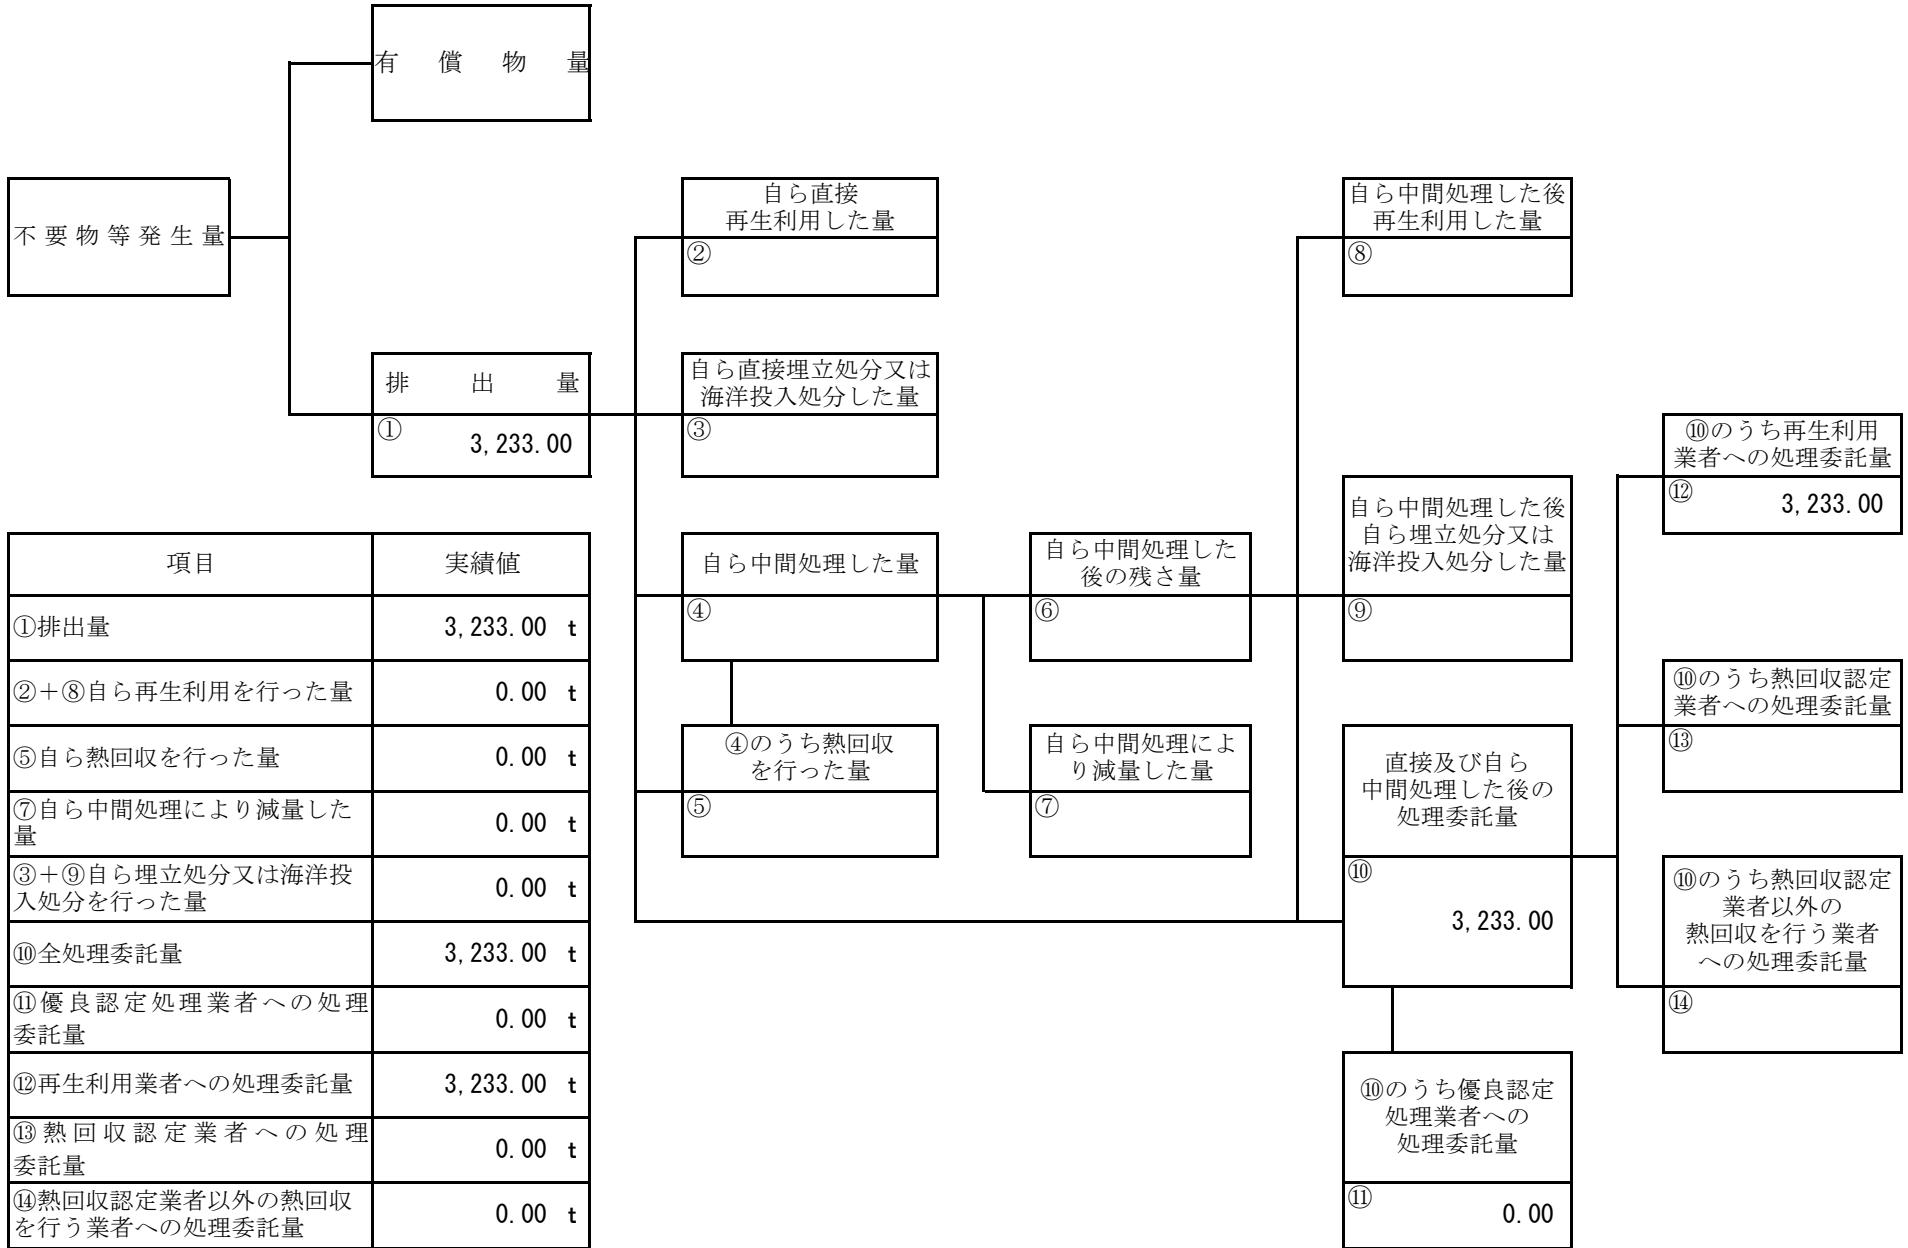 有償物量
不要物等発生量
自ら直接
再生利用した量
②
自ら中間処理した後
再生利用した量
⑧
排出量
① 3,233.00
自ら直接埋立処分又は
海洋投入処分した量
③
⑩のうち再生利用
業者への処理委託量
⑫ 3,233.00
自ら中間処理した量
④
自ら中間処理した
後の残さ量
⑥
自ら中間処理した後
自ら埋立処分又は
海洋投入処分した量
⑨
⑩のうち熱回収認定
業者への処理委託量
⑬
④のうち熱回収
を行った量
⑤
自ら中間処理によ
り減量した量
⑦
直接及び自ら
中間処理した後の
処理委託量
⑩
3,233.00
⑩のうち熱回収認定
業者以外の
熱回収を行う業者
への処理委託量
⑭
⑩のうち優良認定
処理業者への
処理委託量
⑪ 0.00
項目 実績値
①排出量 3,233.00 t
②+⑧自ら再生利用を行った量 0.00 t
⑤自ら熱回収を行った量 0.00 t
⑦自ら中間処理により減量した
量 0.00 t
③+⑨自ら埋立処分又は海洋投
入処分を行った量 0.00 t
⑩全処理委託量 3,233.00 t
⑪優良認定処理業者への処理
委託量 0.00 t
⑫再生利用業者への処理委託量 3,233.00 t
⑬熱回収認定業者への処理
委託量 0.00 t
⑭熱回収認定業者以外の熱回収
を行う業者への処理委託量 0.00 t